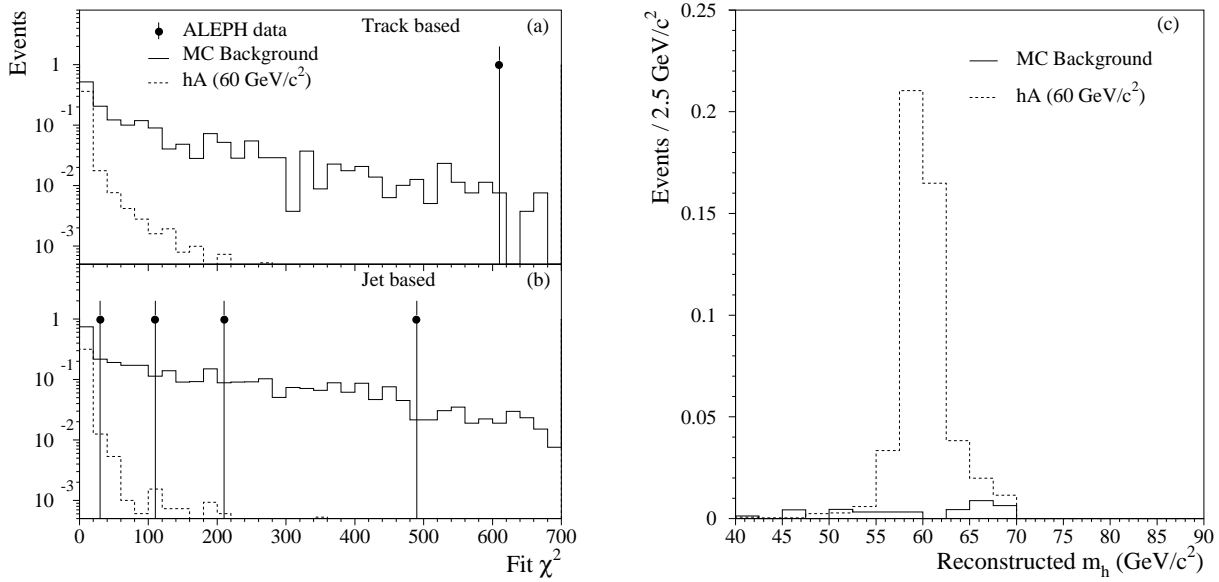 Events
ALEPH data
MC Background
hA (60 GeV/c²)
Track based
(a)
1
10⁻¹
10⁻²
10⁻³
Jet based
(b)
1
10⁻¹
10⁻²
10⁻³
0 100 200 300 400 500 600 700
Fit χ²
Events / 2.5 GeV/c²
(c)
MC Background
hA (60 GeV/c²)
0.25
0.2
0.15
0.1
0.05
0
40 45 50 55 60 65 70 75 80 85 90
Reconstructed m_h (GeV/c²)